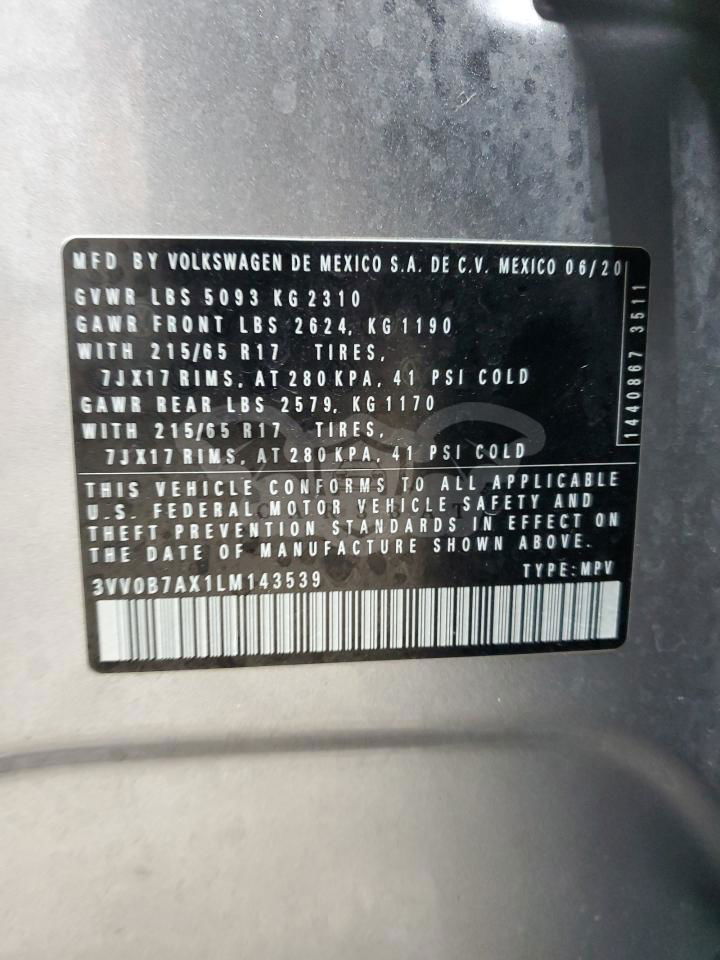 MFD BY VOLKSWAGEN DE MEXICO S.A. DE C.V. MEXICO 06/20
GVWR LBS 5093 KG 2310
GAWR FRONT LBS 2624, KG 1190
WITH 215/65 R17 TIRES,
7JX17 RIMS, AT 280 KPA, 41 PSI COLD
GAWR REAR LBS 2579, KG 1170
WITH 215/65 R17 TIRES,
7JX17 RIMS, AT 280 KPA, 41 PSI COLD
1440867 3511
THIS VEHICLE CONFORMS TO ALL APPLICABLE
U.S. FEDERAL MOTOR VEHICLE SAFETY AND
THEFT PREVENTION STANDARDS IN EFFECT ON
THE DATE OF MANUFACTURE SHOWN ABOVE.
3VV0B7AX1LM143539 TYPE: MPV